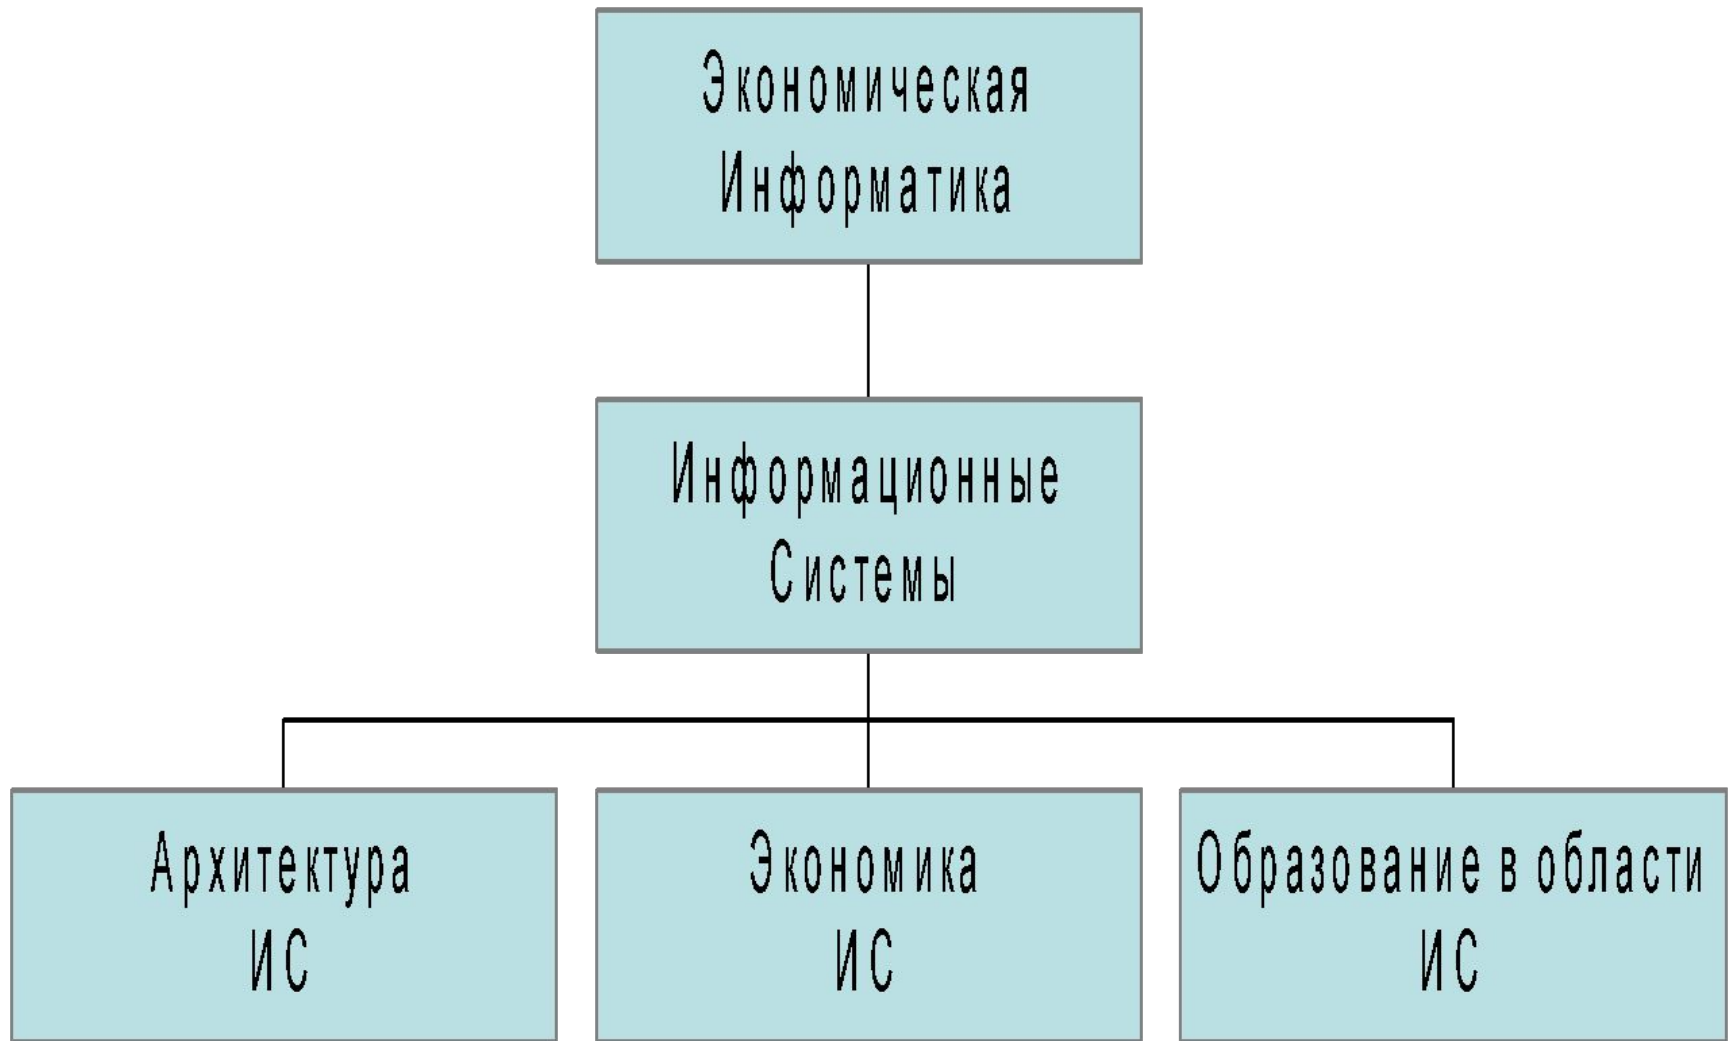 Экономическая
Информатика
Информационные
Системы
Архитектура
ИС
Экономика
ИС
Образование в области
ИС